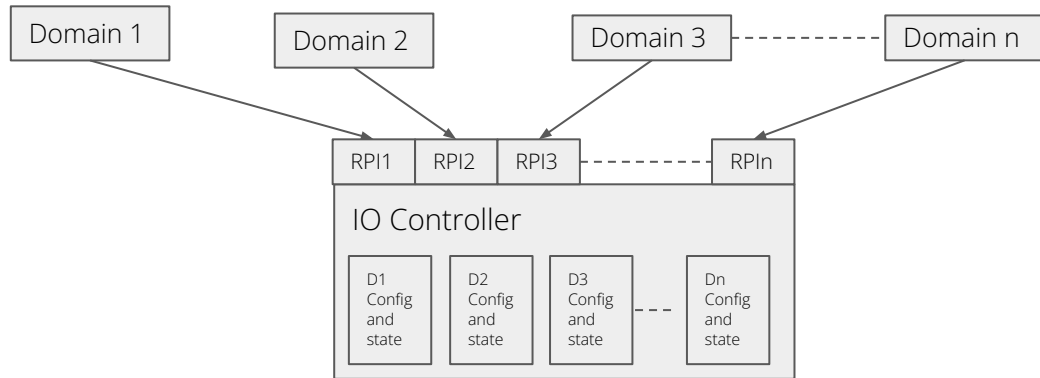 Domain 1
Domain 2
Domain 3
Domain n
RPI1
RPI2
RPI3
RPIn
IO Controller
D1
Config
and
state
D2
Config
and
state
D3
Config
and
state
Dn
Config
and
state